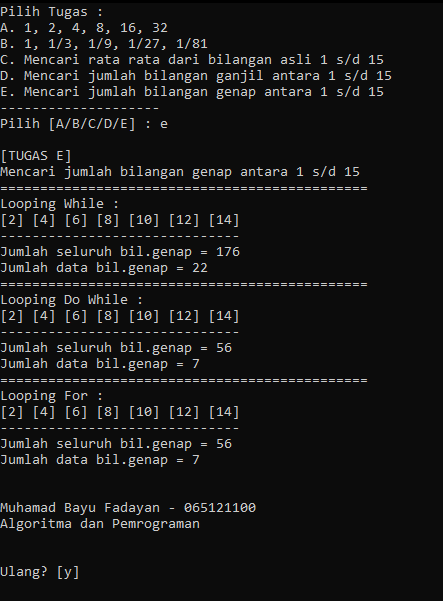 Pilih Tugas :
A. 1, 2, 4, 8, 16, 32
B. 1, 1/3, 1/9, 1/27, 1/81
C. Mencari rata rata dari bilangan asli 1 s/d 15
D. Mencari jumlah bilangan ganjil antara 1 s/d 15
E. Mencari jumlah bilangan genap antara 1 s/d 15
--------------------
Pilih [A/B/C/D/E] : e
[TUGAS E]
Mencari jumlah bilangan genap antara 1 s/d 15
==============================================
Looping While :
[2] [4] [6] [8] [10] [12] [14]
------------------------------
Jumlah seluruh bil.genap = 176
Jumlah data bil.genap = 22
==============================================
Looping Do While :
[2] [4] [6] [8] [10] [12] [14]
------------------------------
Jumlah seluruh bil.genap = 56
Jumlah data bil.genap = 7
==============================================
Looping For :
[2] [4] [6] [8] [10] [12] [14]
------------------------------
Jumlah seluruh bil.genap = 56
Jumlah data bil.genap = 7
Muhamad Bayu Fadayan - 065121100
Algoritma dan Pemrograman
Ulang? [y]